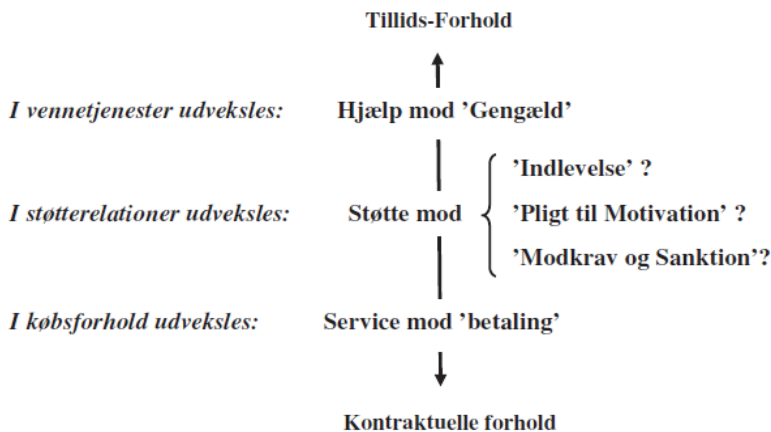 Tillids-Forhold
I vennetjenester udveksles: Hjælp mod ’Gengæld’
’Indlevelse’ ?
I støtterelationer udveksles: Støtte mod ’Pligt til Motivation’ ?
’Modkrav og Sanktion’?
I købsforhold udveksles: Service mod ’betaling’
Kontraktuelle forhold